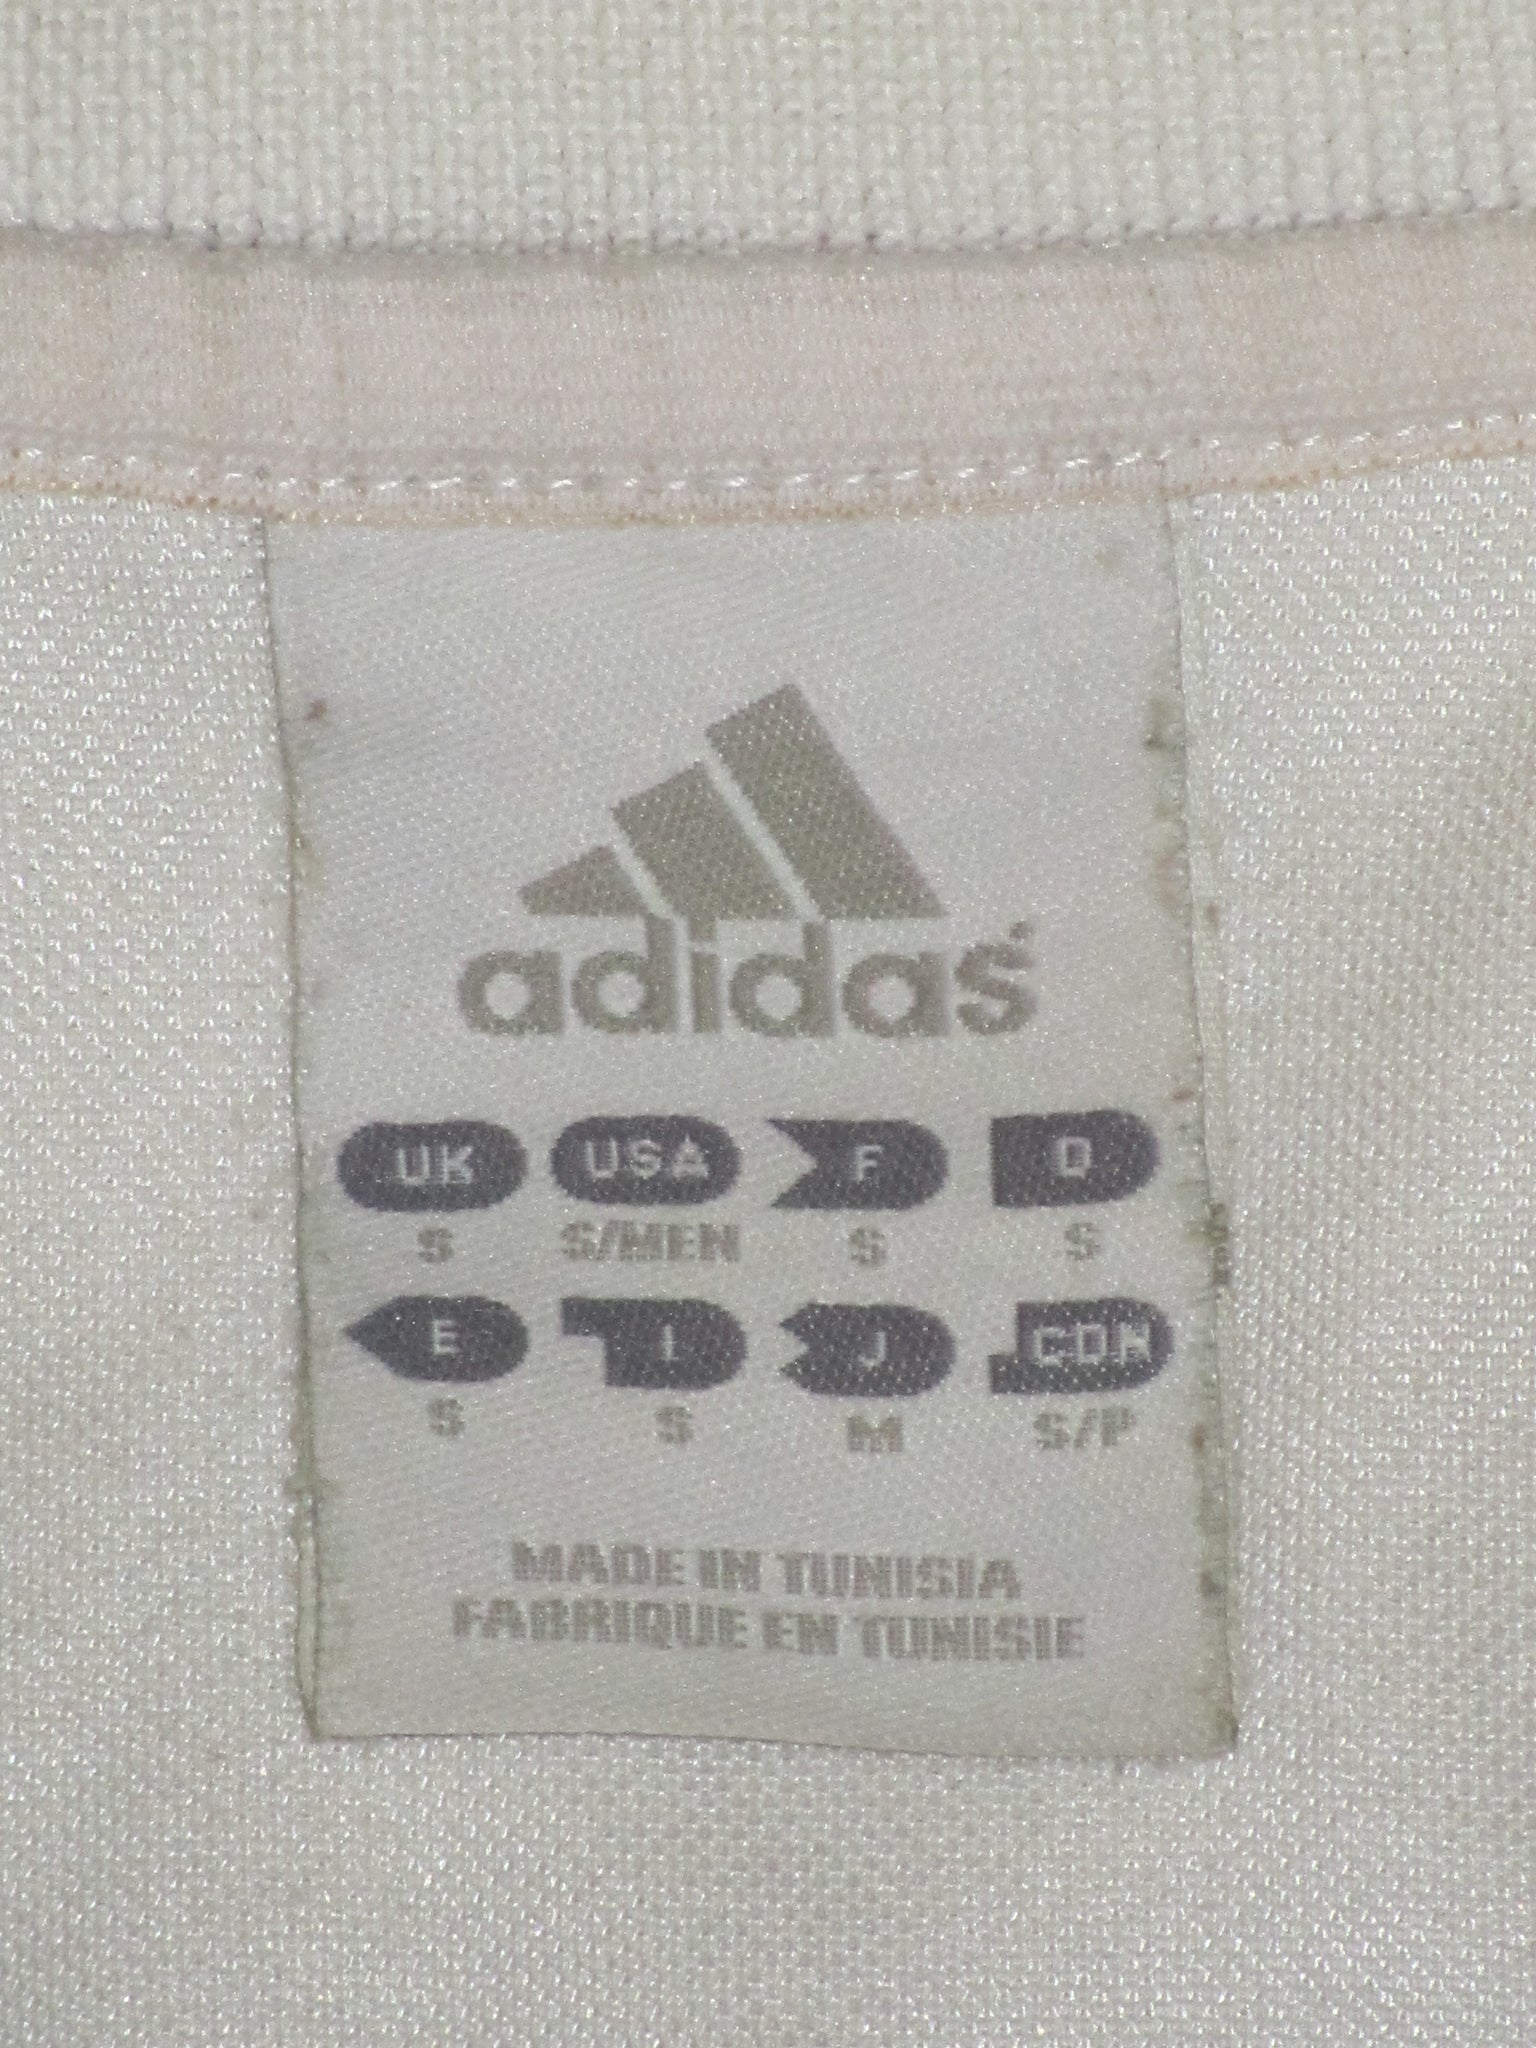 adidas
UK USA F D
S S/MEN S S
E I J CDN
S S M S/P
MADE IN TUNISIA
FABRIQUE EN TUNISIE